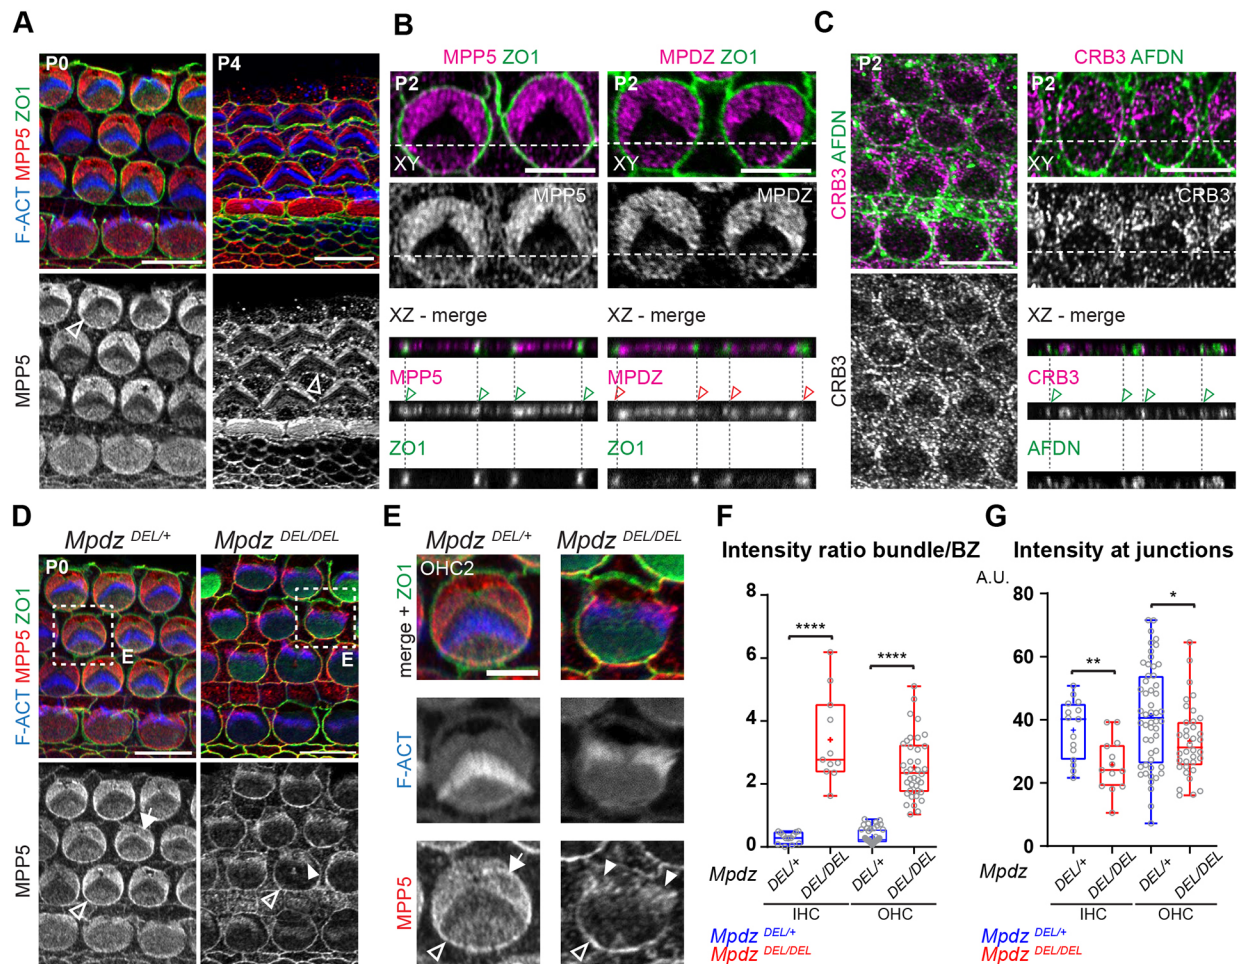 A
P0
P4
F-ACT MPP5 ZO1
MPP5
B
MPP5 ZO1
MPDZ ZO1
P2
P2
XY
XY
MPP5
MPDZ
XZ - merge
XZ - merge
MPP5
MPDZ
ZO1
ZO1
C
CRB3 AFDN
P2
P2
CRB3 AFDN
XY
CRB3
CRB3
XZ - merge
CRB3
AFDN
D
Mpdz DEL/+
Mpdz DEL/DEL
P0
F-ACT MPP5 ZO1
E
E
MPP5
E
Mpdz DEL/+
Mpdz DEL/DEL
OHC2
merge + ZO1
F-ACT
MPP5
F
Intensity ratio bundle/BZ
8
6
4
2
0
****
****
Mpdz
DEL/+
DEL/DEL
DEL/+
DEL/DEL
IHC
OHC
Mpdz DEL/+
Mpdz DEL/DEL
G
Intensity at junctions
A.U.
80
60
40
20
0
**
*
Mpdz
DEL/+
DEL/DEL
DEL/+
DEL/DEL
IHC
OHC
Mpdz DEL/+
Mpdz DEL/DEL